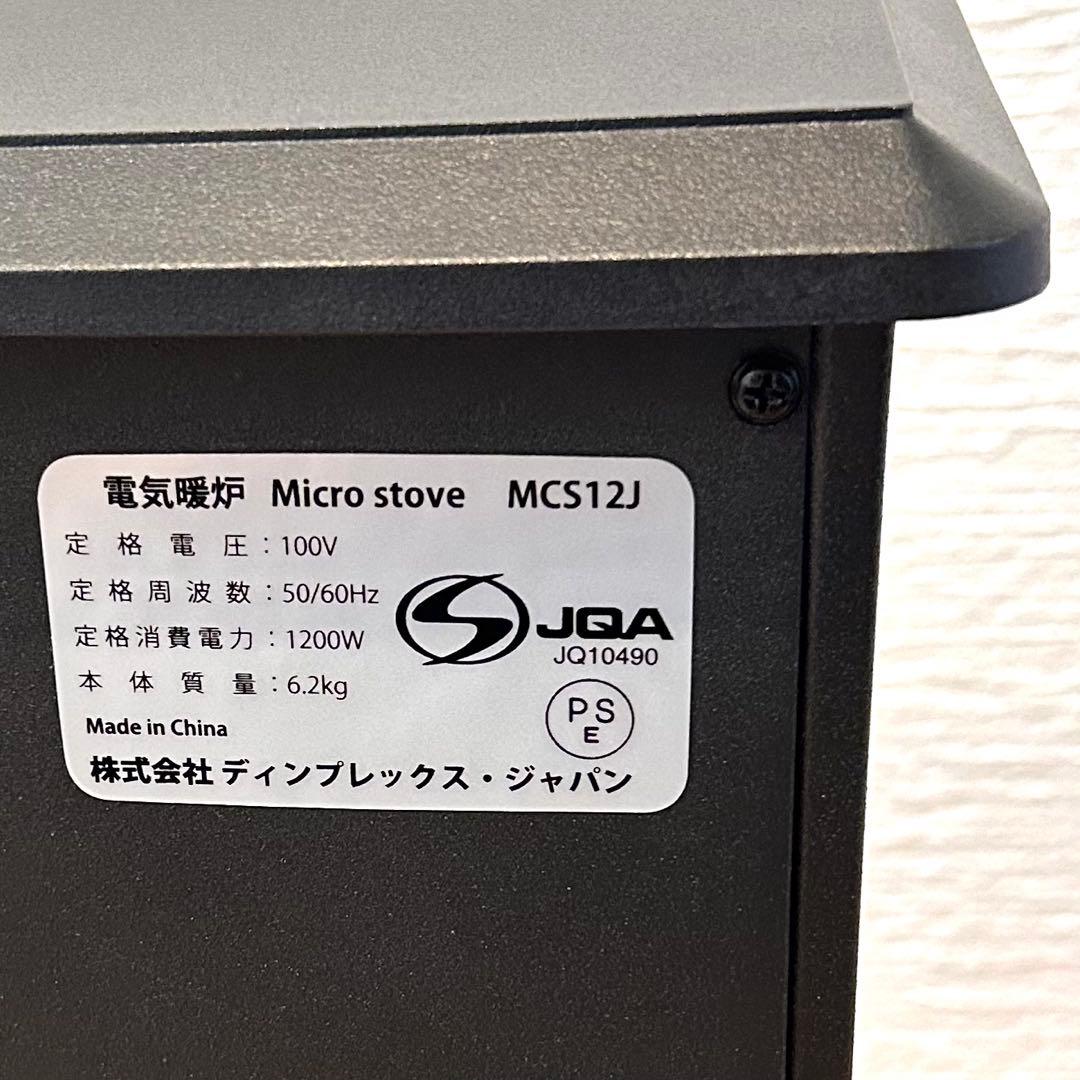 電気暖炉 Micro stove MCS12J
定格電圧：100V
定格周波数：50/60Hz
定格消費電力：1200W
本体質量：6.2kg
Made in China
株式会社 ディンプレックス・ジャパン
S JQA
JQ10490
PS
E